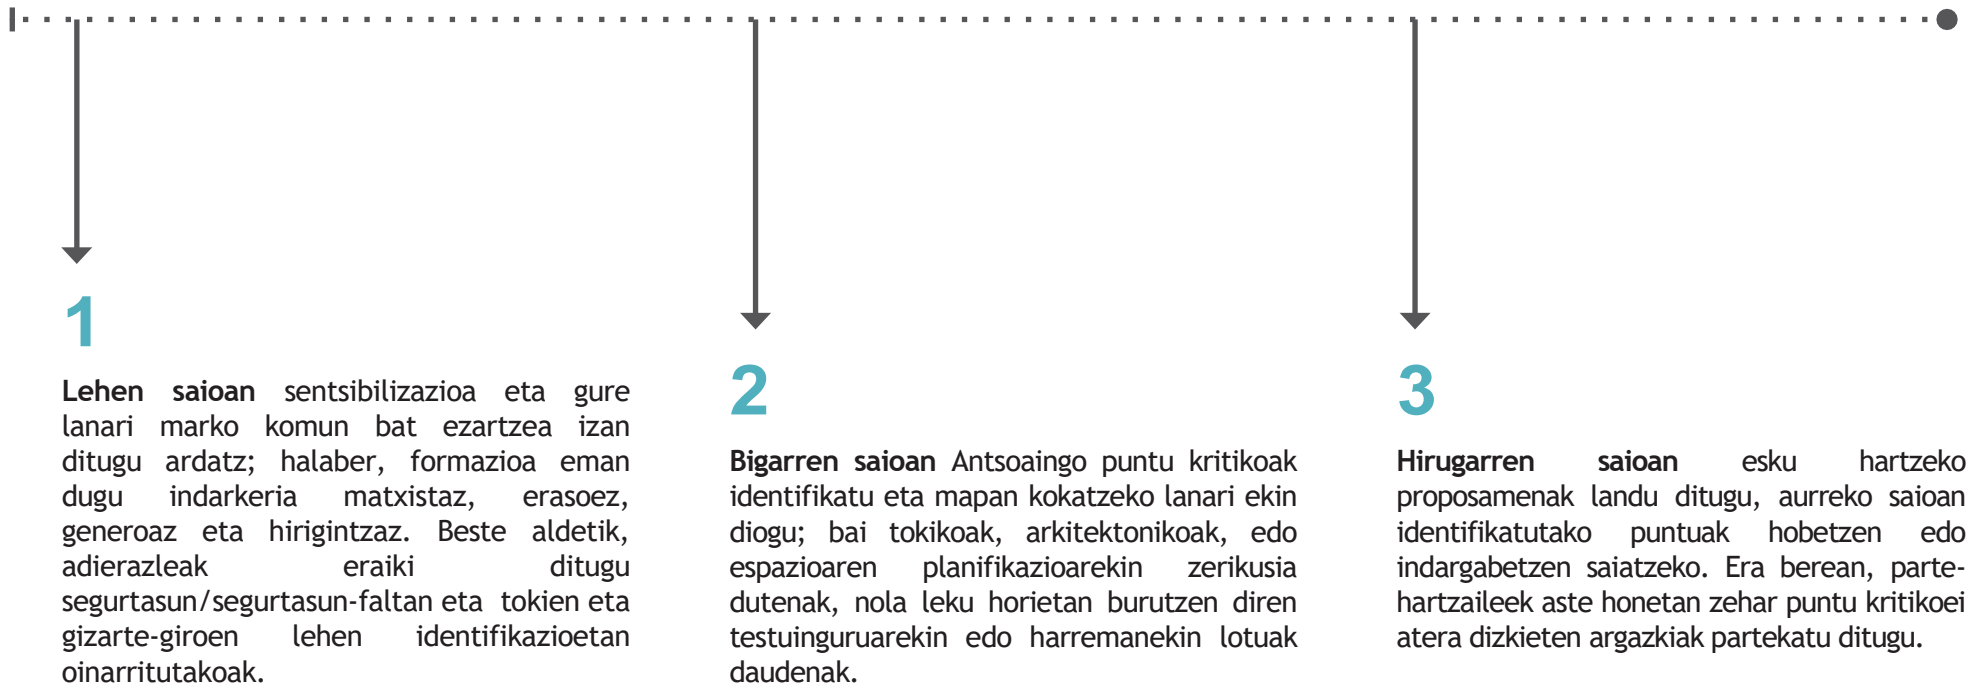 1
Lehen saioan sentsibilizazioa eta gure
lanari marko komun bat ezartzea izan
ditugu ardatz; halaber, formazioa eman
dugu indarkeria matxistaz, erasoez,
generoaz eta hirigintzaz. Beste aldetik,
adierazleak eraiki ditugu
segurtasun/segurtasun-faltan eta tokien eta
gizarte-giroen lehen identifikazioetan
oinarritutakoak.
2
Bigarren saioan Antsoaingo puntu kritikoak
identifikatu eta mapan kokatzeko lanari ekin
diogu; bai tokikoak, arkitektonikoak, edo
espazioaren planifikazioarekin zerikusia
dutenak, nola leku horietan burutzen diren
testuinguruarekin edo harremanekin lotuak
daudenak.
3
Hirugarren saioan esku hartzeko
proposamenak landu ditugu, aurreko saioan
identifikatutako puntuak hobetzen edo
indargabetzen saiatzeko. Era berean, parte-
hartzaileek aste honetan zehar puntu kritikoei
atera dizkieten argazkiak partekatu ditugu.